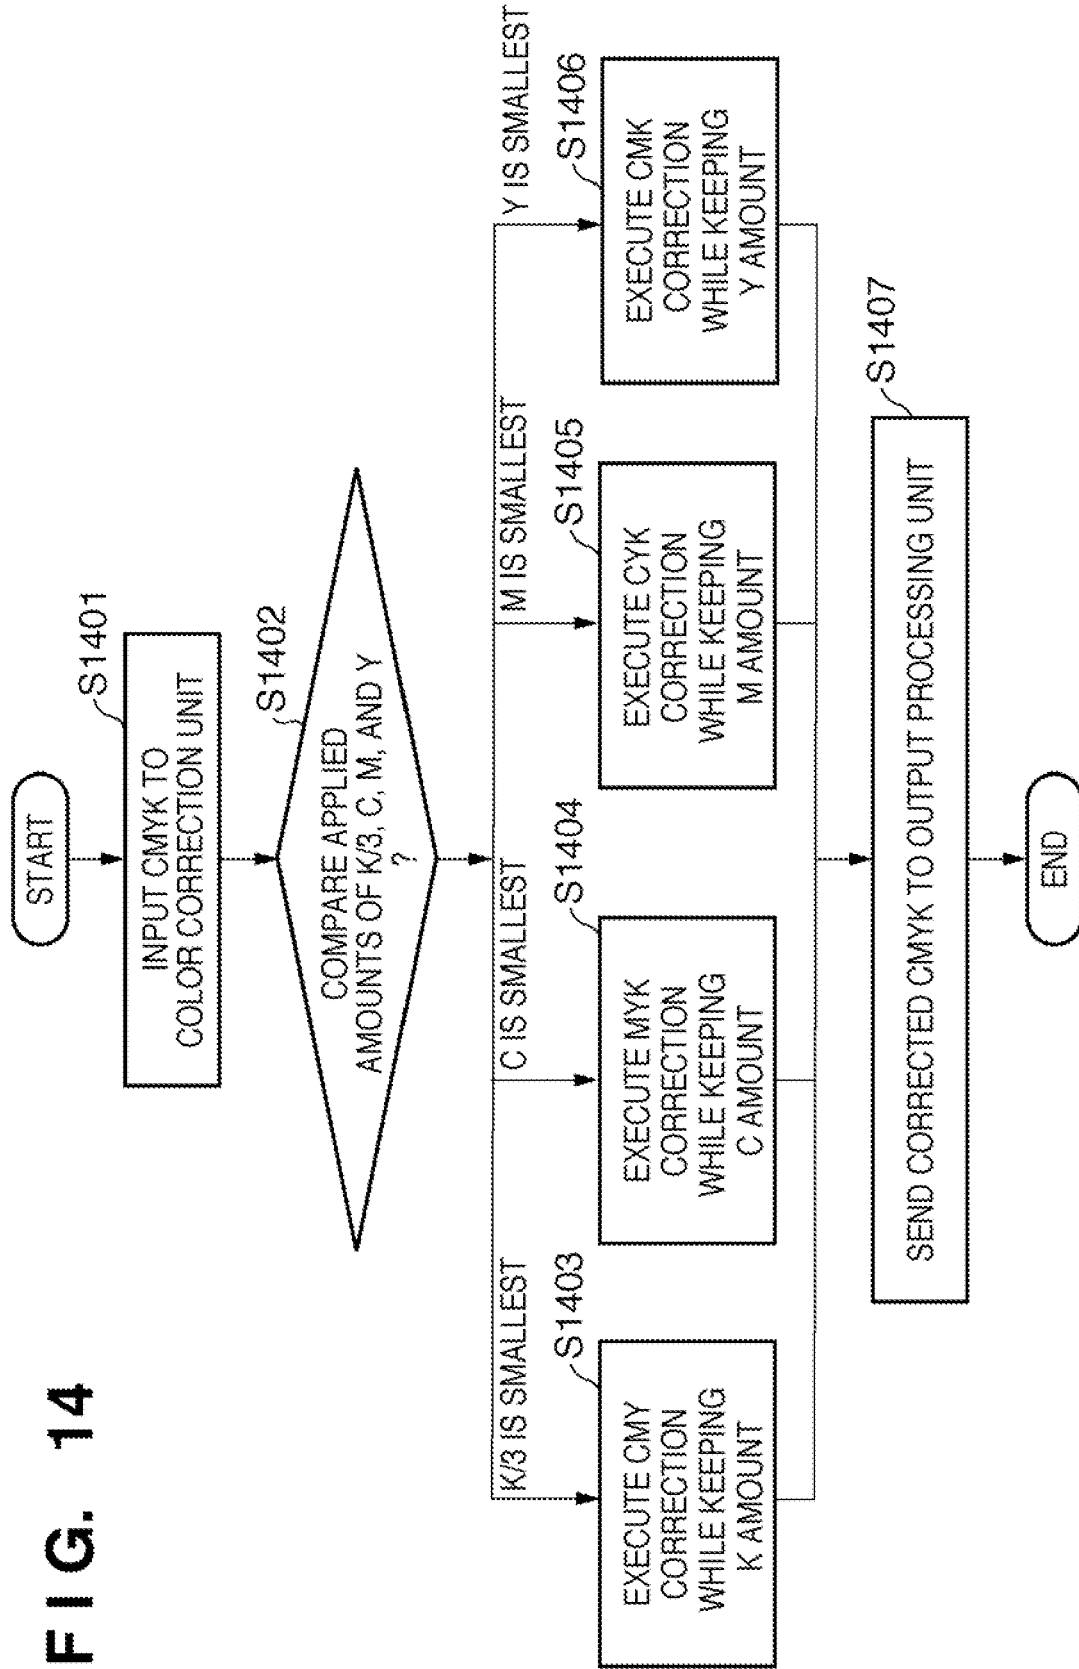 FIG. 14
START
S1401
INPUT CMYK TO
COLOR CORRECTION UNIT
S1402
COMPARE APPLIED
AMOUNTS OF K/3, C, M, AND Y
?
K/3 IS SMALLEST
C IS SMALLEST
M IS SMALLEST
Y IS SMALLEST
S1403
EXECUTE CMY
CORRECTION
WHILE KEEPING
K AMOUNT
S1404
EXECUTE MYK
CORRECTION
WHILE KEEPING
C AMOUNT
S1405
EXECUTE CYK
CORRECTION
WHILE KEEPING
M AMOUNT
S1406
EXECUTE CMK
CORRECTION
WHILE KEEPING
Y AMOUNT
S1407
SEND CORRECTED CMYK TO OUTPUT PROCESSING UNIT
END